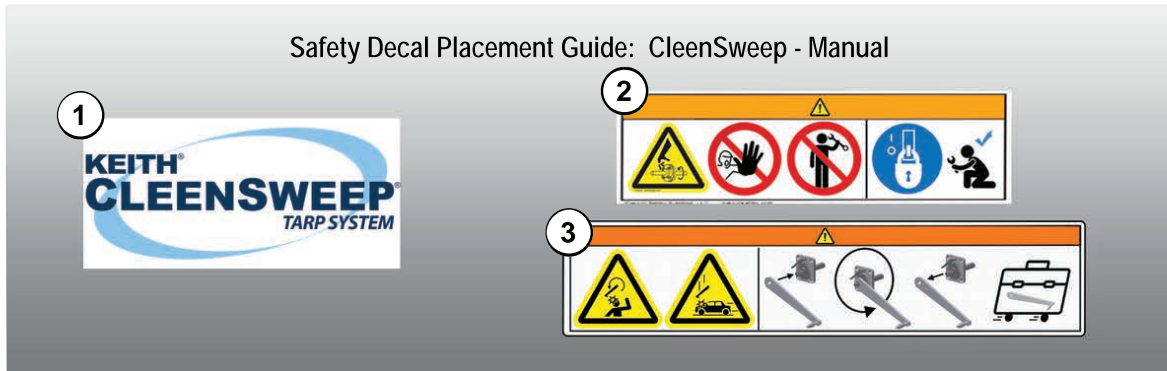 Safety Decal Placement Guide: CleenSweep - Manual
1
2
KEITH®
CLEENSWEEP®
TARP SYSTEM
3